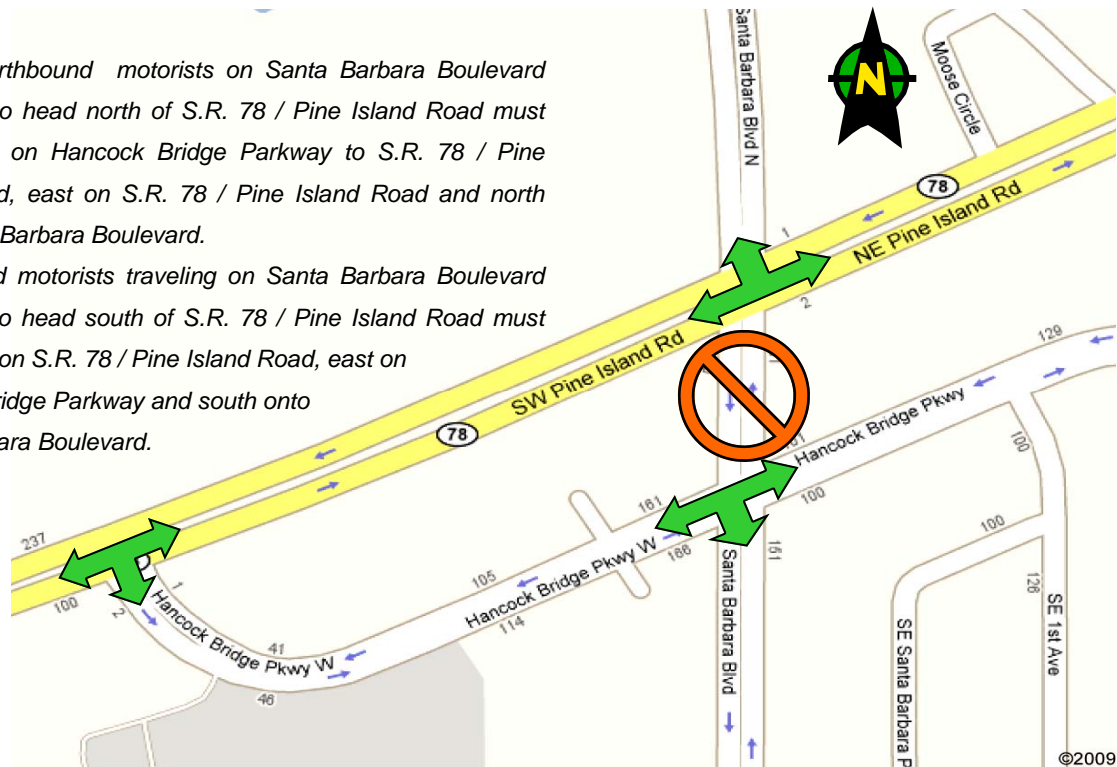 rthbound motorists on Santa Barbara Boulevard
o head north of S.R. 78 / Pine Island Road must
on Hancock Bridge Parkway to S.R. 78 / Pine
d, east on S.R. 78 / Pine Island Road and north
Barbara Boulevard.
d motorists traveling on Santa Barbara Boulevard
o head south of S.R. 78 / Pine Island Road must
on S.R. 78 / Pine Island Road, east on
ridge Parkway and south onto
ara Boulevard.
Santa Barbara Blvd N
N
Moose Circle
78
NE Pine Island Rd
1
2
SW Pine Island Rd
78
129
Hancock Bridge Pkwy
100
100
161
166
151
100
237
100
1
2
Hancock Bridge Pkwy W
41
46
105
114
Hancock Bridge Pkwy W
Santa Barbara Blvd
126
SE 1st Ave
SE Santa Barbara P
©2009